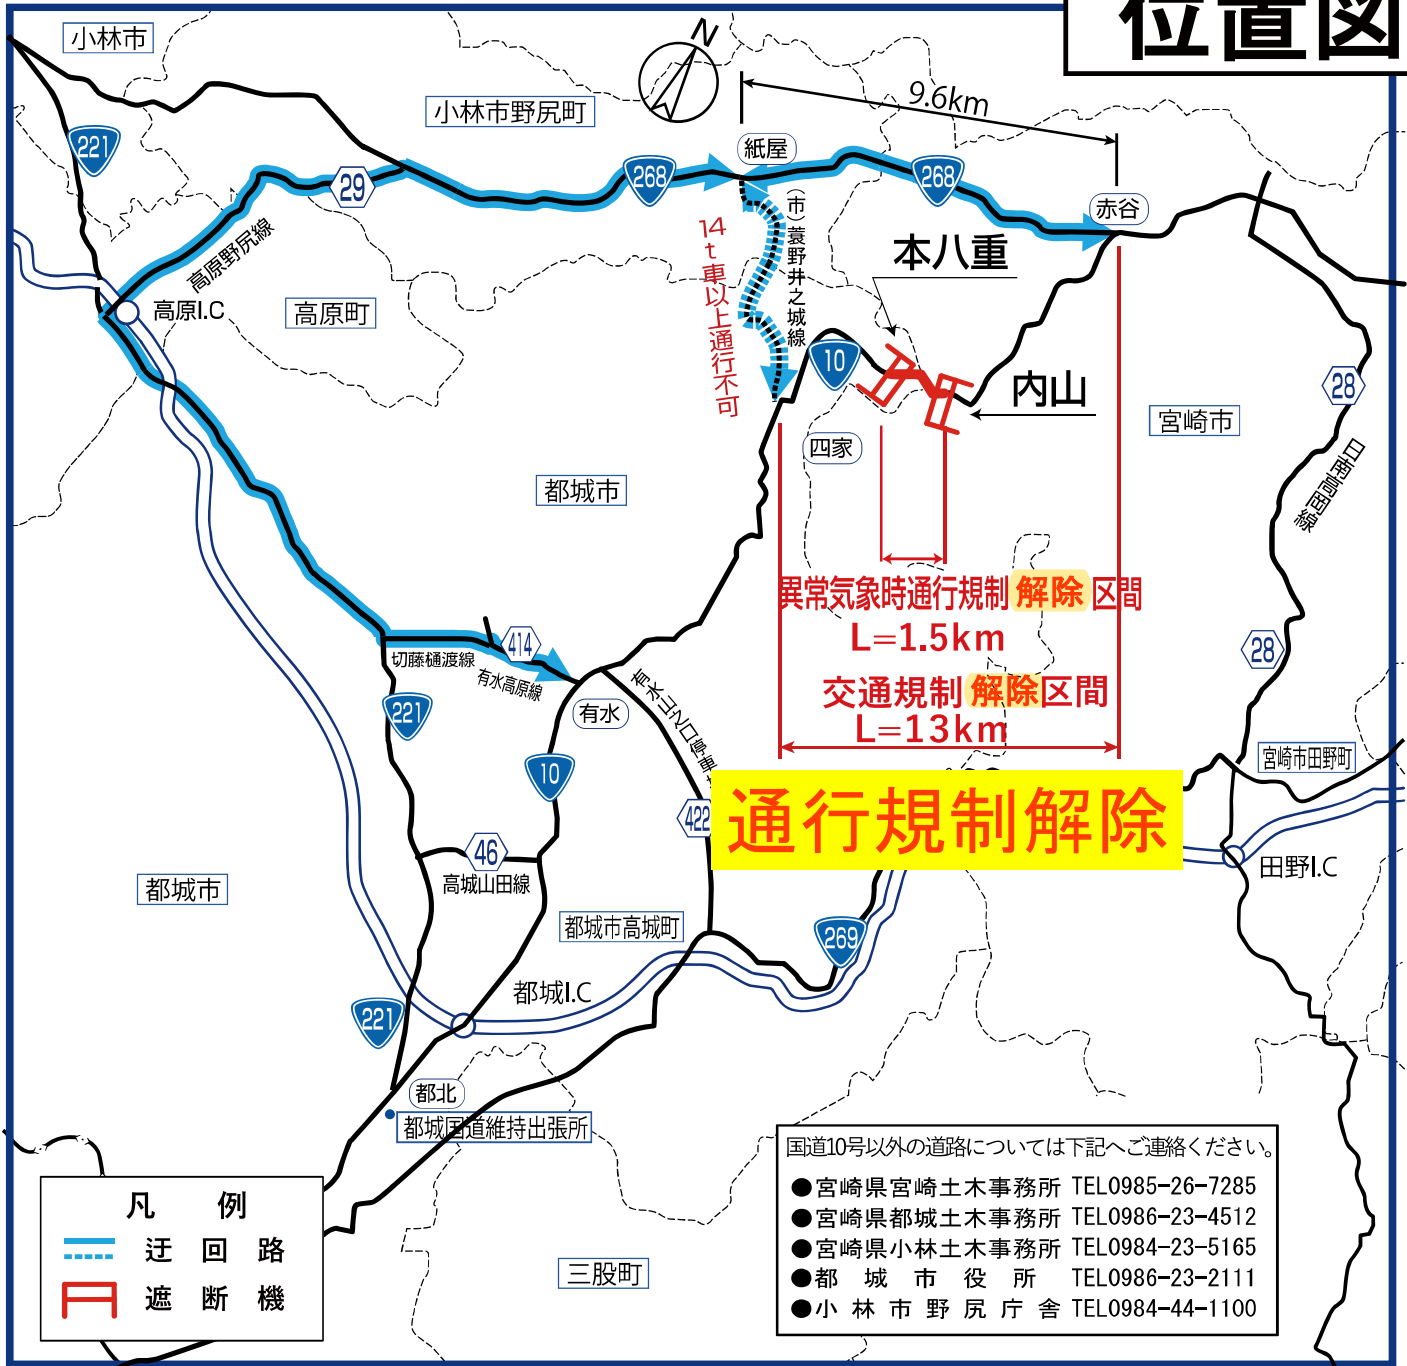 位置図
小林市
N
9.6km
小林市野尻町
221
紙屋
268
268
29
赤谷
14t車以上通行不可
(市)蓑野井之城線
高原野尻線
本八重
高原I.C
高原町
10
内山
28
宮崎市
四家
日南高岡線
都城市
異常気象時通行規制 解除 区間
L=1.5km
414
切藤樋渡線
有水高原線
28
交通規制 解除 区間
L=13km
有水
221
10
宮崎市田野町
通行規制解除
422
46
高城山田線
田野I.C
都城市
都城市高城町
269
都城I.C
221
都北
都城国道維持出張所
国道10号以外の道路については下記へご連絡ください。
●宮崎県宮崎土木事務所 TEL0985-26-7285
●宮崎県都城土木事務所 TEL0986-23-4512
●宮崎県小林土木事務所 TEL0984-23-5165
●都城市役所 TEL0986-23-2111
●小林市野尻庁舎 TEL0984-44-1100
凡例
迂回路
遮断機
三股町